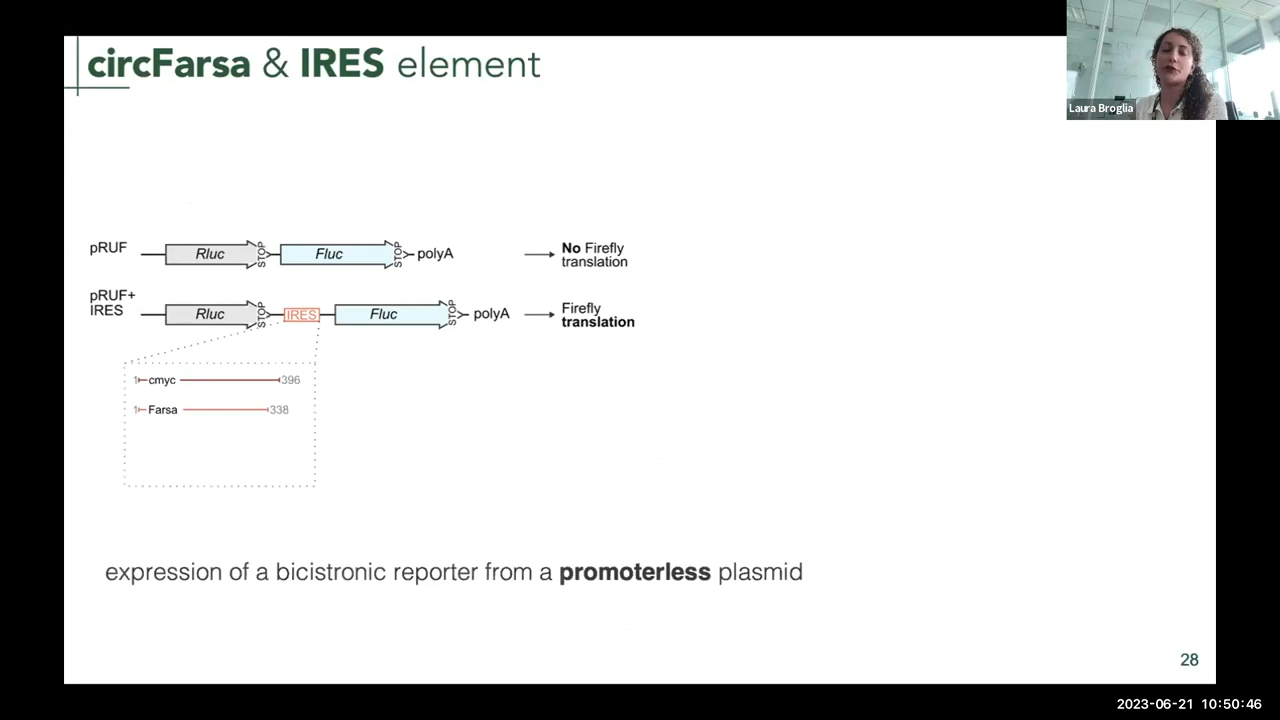 circFarsa & IRES element
Laura Broglia
pRUF
Rluc
STOP
Fluc
STOP
polyA
No Firefly
translation
pRUF+
IRES
Rluc
STOP
IRES
Fluc
STOP
polyA
Firefly
translation
1 cmyc 396
1 Farsa 338
expression of a bicistronic reporter from a promoterless plasmid
28
2023-06-21 10:50:46